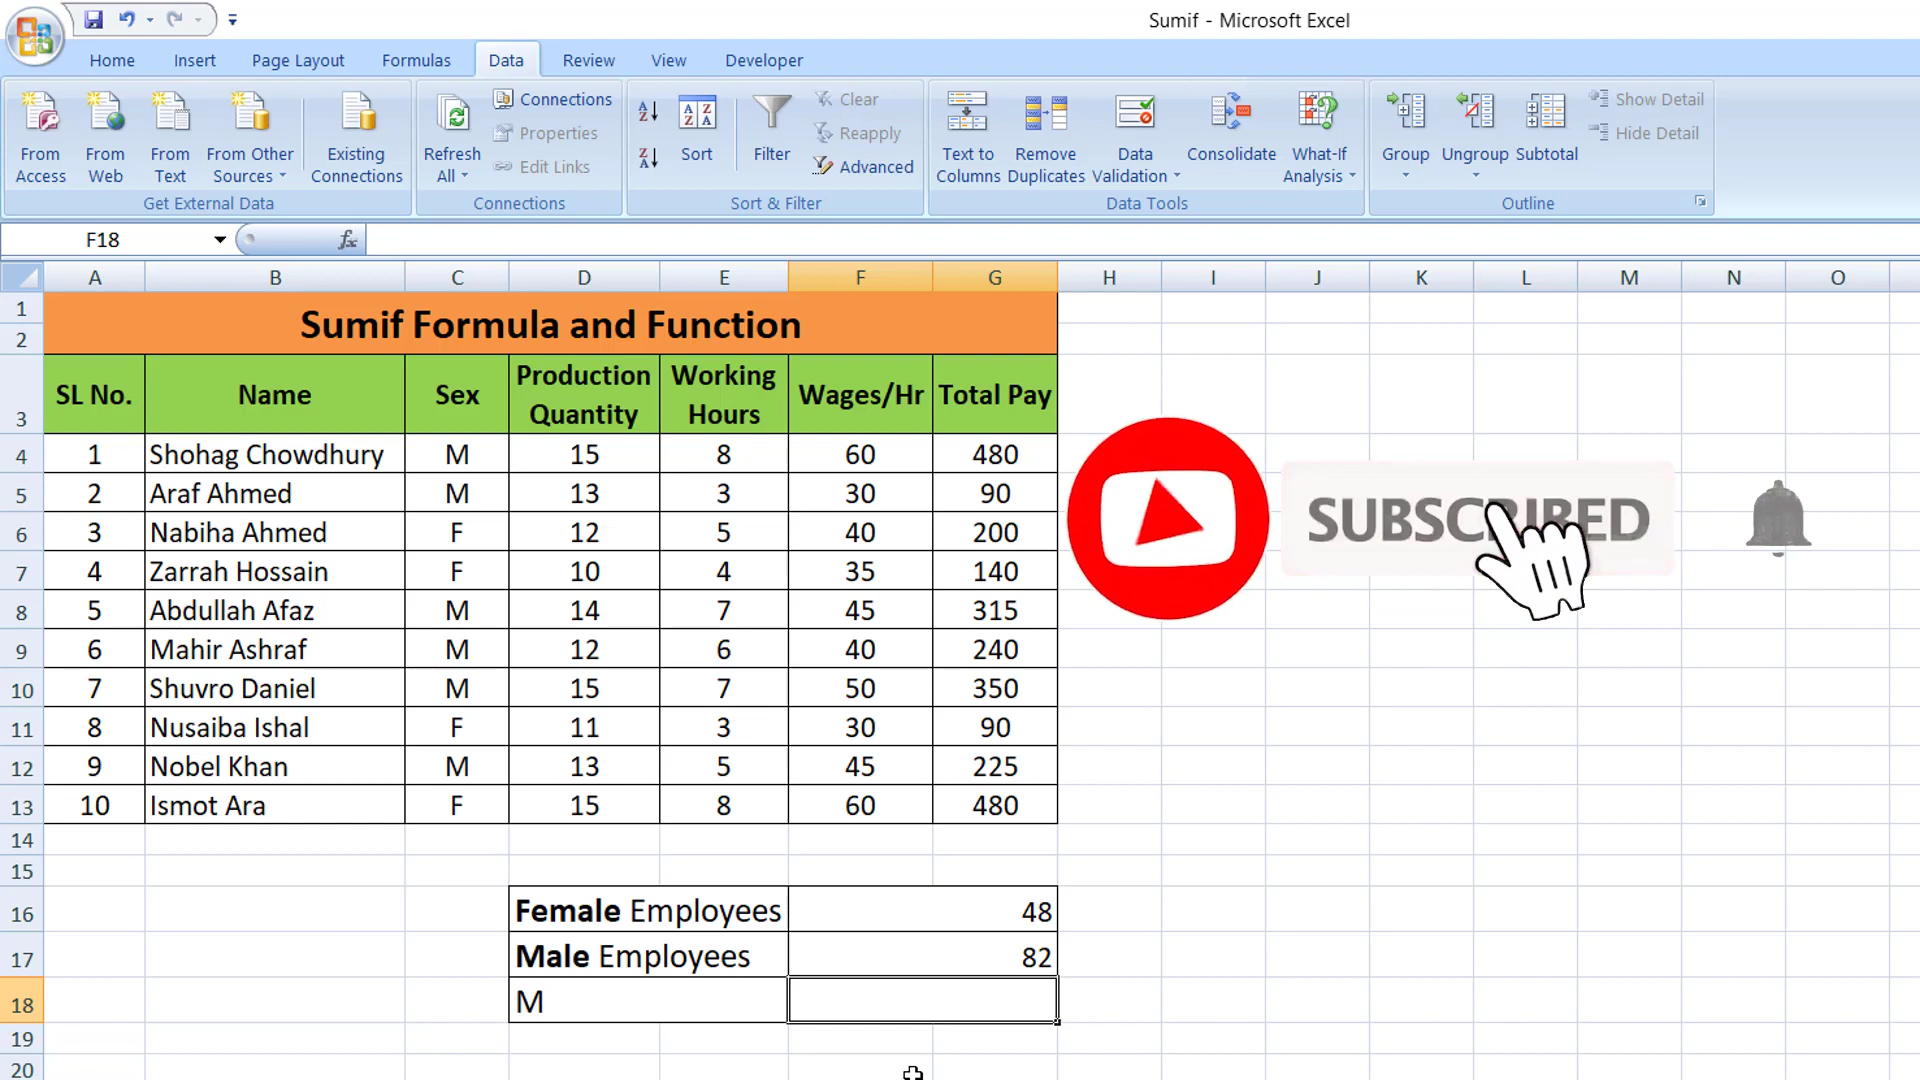 Sumif - Microsoft Excel
Home Insert Page Layout Formulas Data Review View Developer
From Access
From Web
From Text
From Other Sources
Existing Connections
Get External Data
Refresh All
Connections
Properties
Edit Links
Connections
Sort
Filter
Clear
Reapply
Advanced
Sort & Filter
Text to Columns
Remove Duplicates
Data Validation
Consolidate
What-If Analysis
Data Tools
Group
Ungroup
Subtotal
Show Detail
Hide Detail
Outline
F18 fx
A B C D E F G H I J K L M N O
1
2 Sumif Formula and Function
3 SL No. Name Sex Production Quantity Working Hours Wages/Hr Total Pay
4 1 Shohag Chowdhury M 15 8 60 480
5 2 Araf Ahmed M 13 3 30 90
6 3 Nabiha Ahmed F 12 5 40 200
7 4 Zarrah Hossain F 10 4 35 140
8 5 Abdullah Afaz M 14 7 45 315
9 6 Mahir Ashraf M 12 6 40 240
10 7 Shuvro Daniel M 15 7 50 350
11 8 Nusaiba Ishal F 11 3 30 90
12 9 Nobel Khan M 13 5 45 225
13 10 Ismot Ara F 15 8 60 480
SUBSCRIBED
14
15
16 Female Employees 48
17 Male Employees 82
18 M
19
20